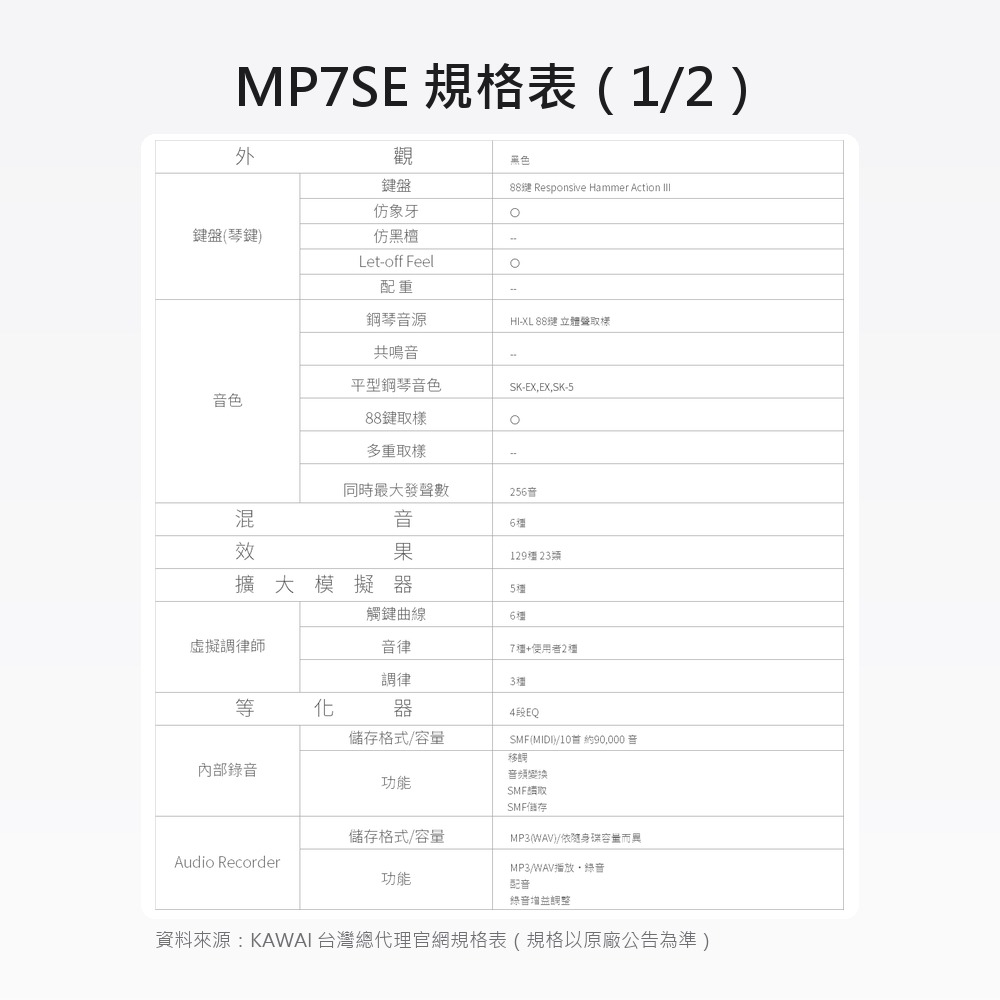 MP7SE 規格表 ( 1/2 )
外觀 黑色
鍵盤(琴鍵)
鍵盤 88鍵 Responsive Hammer Action III
仿象牙 ○
仿黑檀 --
Let-off Feel ○
配重 --
音色
鋼琴音源 HI-XL 88鍵 立體聲取樣
共鳴音 --
平型鋼琴音色 SK-EX,EX,SK-5
88鍵取樣 ○
多重取樣 --
同時最大發聲數 256音
混音 6種
效果 129種 23類
擴大模擬器 5種
虛擬調律師
觸鍵曲線 6種
音律 7種+使用者2種
調律 3種
等化器 4段EQ
內部錄音
儲存格式/容量 SMF(MIDI)/10首 約90,000 音
功能 移調
音頻變換
SMF讀取
SMF儲存
Audio Recorder
儲存格式/容量 MP3(WAV)/依隨身碟容量而異
功能 MP3/WAV播放・錄音
配音
錄音增益調整
資料來源：KAWAI 台灣總代理官網規格表 ( 規格以原廠公告為準 )